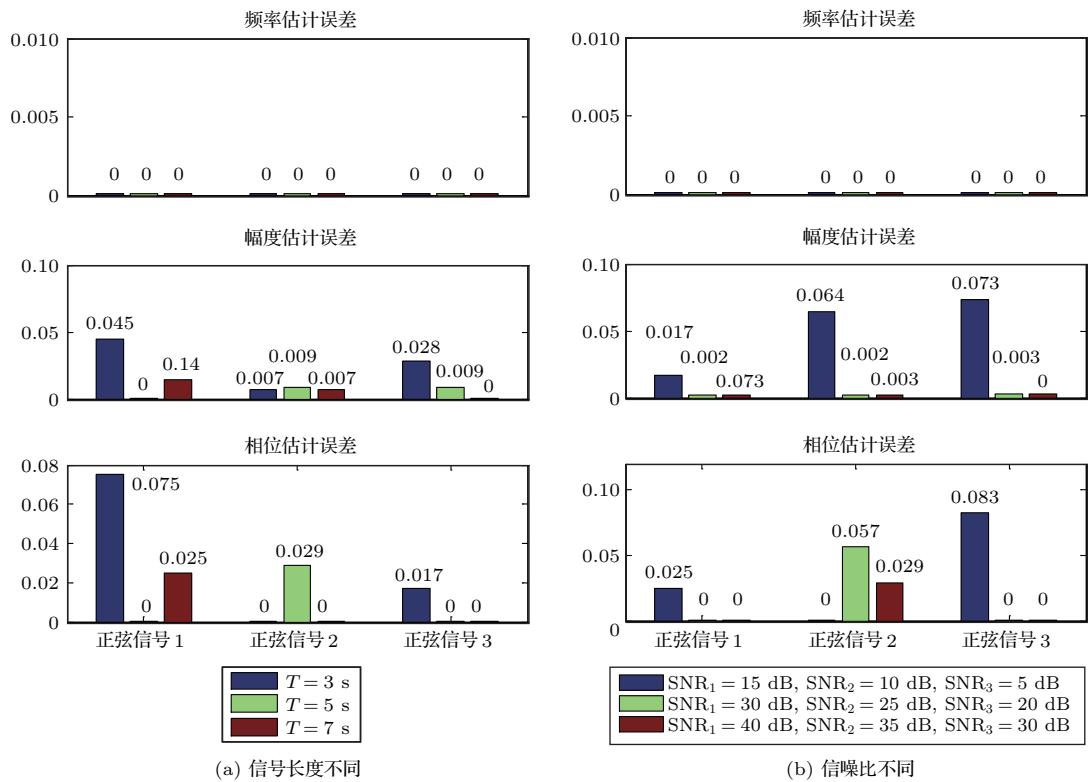 频率估计误差
0.010
0.005
0
0 0 0 0 0 0 0 0 0
幅度估计误差
0.10
0.05
0
0.045 0 0.14 0.007 0.009 0.007 0.028 0.009 0
相位估计误差
0.08
0.06
0.04
0.02
0
0.075 0 0.025 0 0.029 0 0.017 0 0
正弦信号 1 正弦信号 2 正弦信号 3
T = 3 s
T = 5 s
T = 7 s
(a) 信号长度不同
频率估计误差
0.010
0.005
0
0 0 0 0 0 0 0 0 0
幅度估计误差
0.10
0.05
0
0.017 0.002 0.073 0.064 0.002 0.003 0.073 0.003 0
相位估计误差
0.10
0.05
0
0.025 0 0 0 0.057 0.029 0.083 0 0
正弦信号 1 正弦信号 2 正弦信号 3
SNR₁ = 15 dB, SNR₂ = 10 dB, SNR₃ = 5 dB
SNR₁ = 30 dB, SNR₂ = 25 dB, SNR₃ = 20 dB
SNR₁ = 40 dB, SNR₂ = 35 dB, SNR₃ = 30 dB
(b) 信噪比不同